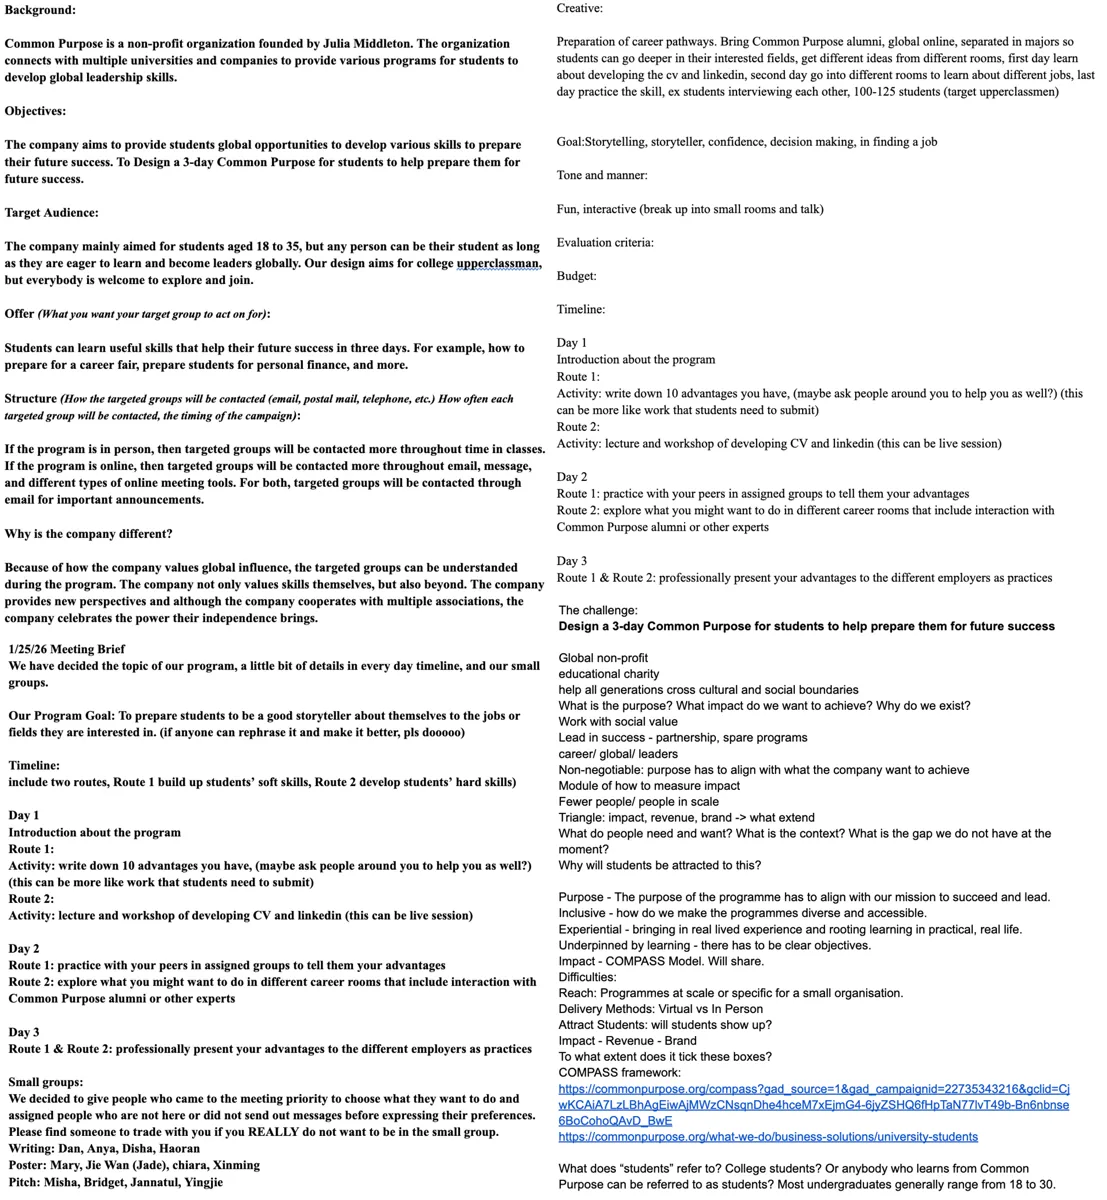 Background:
Common Purpose is a non-profit organization founded by Julia Middleton. The organization
connects with multiple universities and companies to provide various programs for students to
develop global leadership skills.
Objectives:
The company aims to provide students global opportunities to develop various skills to prepare
their future success. To Design a 3-day Common Purpose for students to help prepare them for
future success.
Target Audience:
The company mainly aimed for students aged 18 to 35, but any person can be their student as long
as they are eager to learn and become leaders globally. Our design aims for college upperclassman,
but everybody is welcome to explore and join.
Offer (What you want your target group to act on for):
Students can learn useful skills that help their future success in three days. For example, how to
prepare for a career fair, prepare students for personal finance, and more.
Structure (How the targeted groups will be contacted (email, postal mail, telephone, etc.) How often each
targeted group will be contacted, the timing of the campaign):
If the program is in person, then targeted groups will be contacted more throughout time in classes.
If the program is online, then targeted groups will be contacted more throughout email, message,
and different types of online meeting tools. For both, targeted groups will be contacted through
email for important announcements.
Why is the company different?
Because of how the company values global influence, the targeted groups can be understood
during the program. The company not only values skills themselves, but also beyond. The company
provides new perspectives and although the company cooperates with multiple associations, the
company celebrates the power their independence brings.
1/25/26 Meeting Brief
We have decided the topic of our program, a little bit of details in every day timeline, and our small
groups.
Our Program Goal: To prepare students to be a good storyteller about themselves to the jobs or
fields they are interested in. (if anyone can rephrase it and make it better, pls dooooo)
Timeline:
include two routes, Route 1 build up students’ soft skills, Route 2 develop students’ hard skills)
Day 1
Introduction about the program
Route 1:
Activity: write down 10 advantages you have, (maybe ask people around you to help you as well?)
(this can be more like work that students need to submit)
Route 2:
Activity: lecture and workshop of developing CV and linkedin (this can be live session)
Day 2
Route 1: practice with your peers in assigned groups to tell them your advantages
Route 2: explore what you might want to do in different career rooms that include interaction with
Common Purpose alumni or other experts
Day 3
Route 1 & Route 2: professionally present your advantages to the different employers as practices
Small groups:
We decided to give people who came to the meeting priority to choose what they want to do and
assigned people who are not here or did not send out messages before expressing their preferences.
Please find someone to trade with you if you REALLY do not want to be in the small group.
Writing: Dan, Anya, Disha, Haoran
Poster: Mary, Jie Wan (Jade), chiara, Xinming
Pitch: Misha, Bridget, Jannatul, Yingjie
Creative:
Preparation of career pathways. Bring Common Purpose alumni, global online, separated in majors so
students can go deeper in their interested fields, get different ideas from different rooms, first day learn
about developing the cv and linkedin, second day go into different rooms to learn about different jobs, last
day practice the skill, ex students interviewing each other, 100-125 students (target upperclassmen)
Goal:Storytelling, storyteller, confidence, decision making, in finding a job
Tone and manner:
Fun, interactive (break up into small rooms and talk)
Evaluation criteria:
Budget:
Timeline:
Day 1
Introduction about the program
Route 1:
Activity: write down 10 advantages you have, (maybe ask people around you to help you as well?) (this
can be more like work that students need to submit)
Route 2:
Activity: lecture and workshop of developing CV and linkedin (this can be live session)
Day 2
Route 1: practice with your peers in assigned groups to tell them your advantages
Route 2: explore what you might want to do in different career rooms that include interaction with
Common Purpose alumni or other experts
Day 3
Route 1 & Route 2: professionally present your advantages to the different employers as practices
The challenge:
Design a 3-day Common Purpose for students to help prepare them for future success
Global non-profit
educational charity
help all generations cross cultural and social boundaries
What is the purpose? What impact do we want to achieve? Why do we exist?
Work with social value
Lead in success - partnership, spare programs
career/ global/ leaders
Non-negotiable: purpose has to align with what the company want to achieve
Module of how to measure impact
Fewer people/ people in scale
Triangle: impact, revenue, brand -> what extend
What do people need and want? What is the context? What is the gap we do not have at the
moment?
Why will students be attracted to this?
Purpose - The purpose of the programme has to align with our mission to succeed and lead.
Inclusive - how do we make the programmes diverse and accessible.
Experiential - bringing in real lived experience and rooting learning in practical, real life.
Underpinned by learning - there has to be clear objectives.
Impact - COMPASS Model. Will share.
Difficulties:
Reach: Programmes at scale or specific for a small organisation.
Delivery Methods: Virtual vs In Person
Attract Students: will students show up?
Impact - Revenue - Brand
To what extent does it tick these boxes?
COMPASS framework:
https://commonpurpose.org/compass?gad_source=1&gad_campaignid=22735343216&gclid=Cj
wKCAiA7LzLBhAgEiwAjMWzCNsqnDhe4hceM7xEjmG4-6jvZSHQ6fHpTaN77lvT49b-Bn6nbnse
6BoCohoQAvD_BwE
https://commonpurpose.org/what-we-do/business-solutions/university-students
What does “students” refer to? College students? Or anybody who learns from Common
Purpose can be referred to as students? Most undergraduates generally range from 18 to 30.